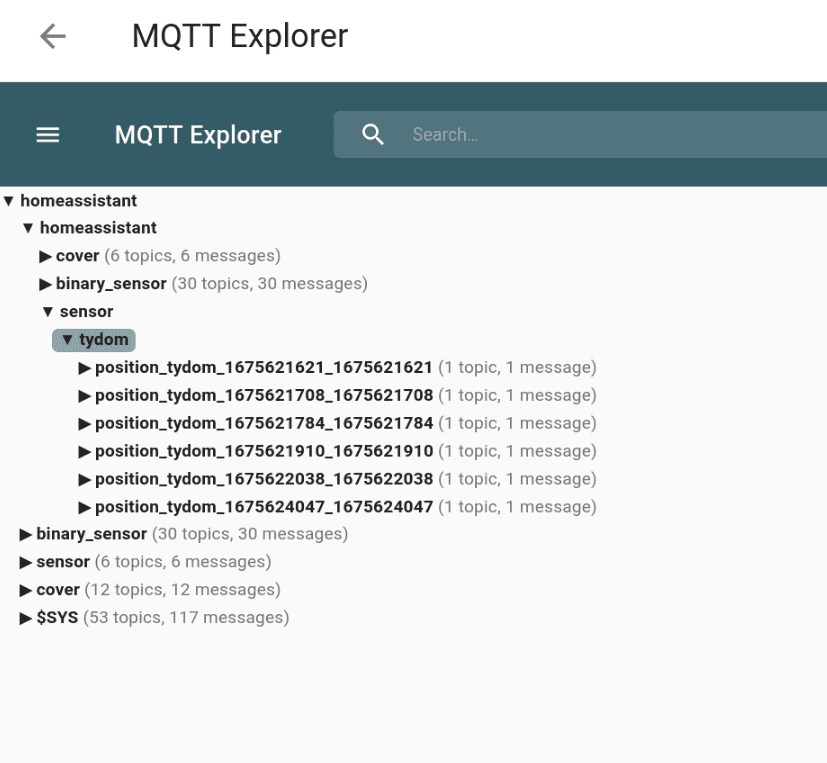 MQTT Explorer
MQTT Explorer Search...
▼ homeassistant
▼ homeassistant
▶ cover (6 topics, 6 messages)
▶ binary_sensor (30 topics, 30 messages)
▼ sensor
▼ tydom
▶ position_tydom_1675621621_1675621621 (1 topic, 1 message)
▶ position_tydom_1675621708_1675621708 (1 topic, 1 message)
▶ position_tydom_1675621784_1675621784 (1 topic, 1 message)
▶ position_tydom_1675621910_1675621910 (1 topic, 1 message)
▶ position_tydom_1675622038_1675622038 (1 topic, 1 message)
▶ position_tydom_1675624047_1675624047 (1 topic, 1 message)
▶ binary_sensor (30 topics, 30 messages)
▶ sensor (6 topics, 6 messages)
▶ cover (12 topics, 12 messages)
▶ $SYS (53 topics, 117 messages)